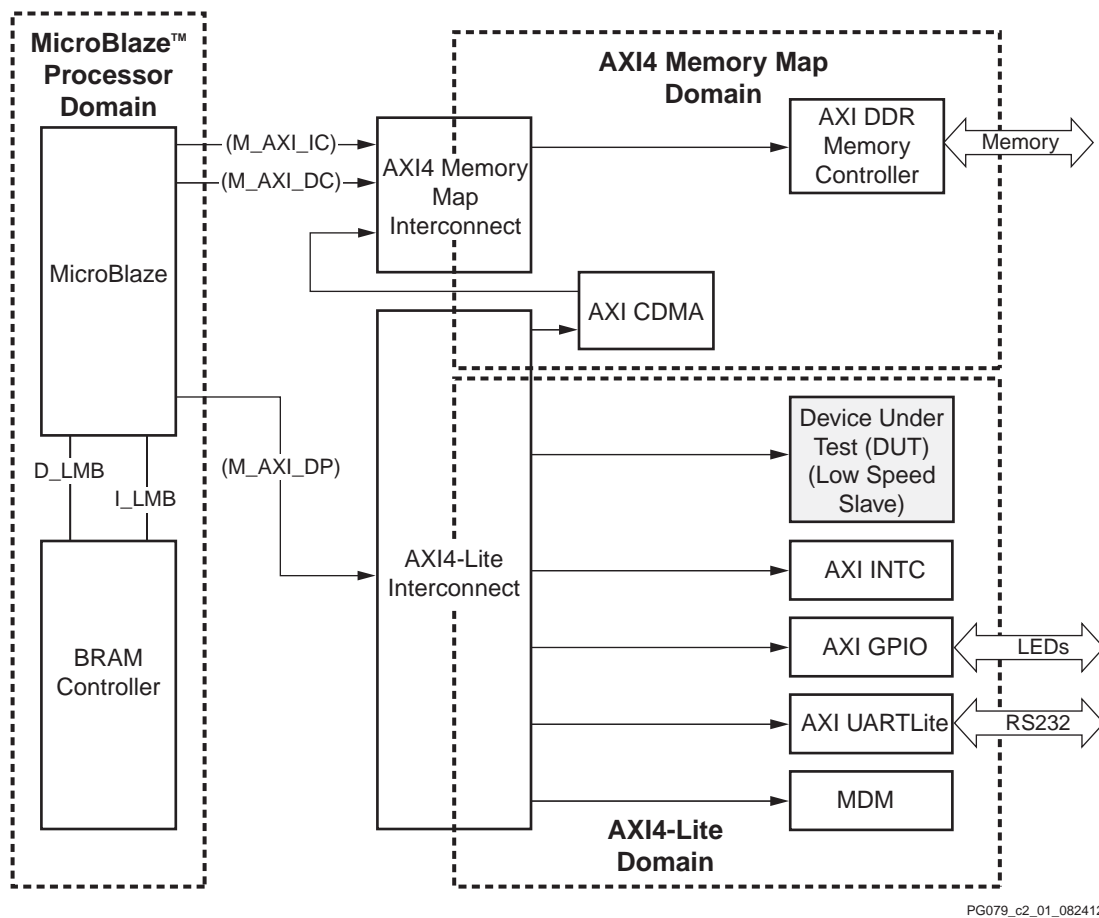 MicroBlaze™
Processor
Domain
AXI4 Memory Map
Domain
(M_AXI_IC)
(M_AXI_DC)
AXI4 Memory
Map
Interconnect
AXI DDR
Memory
Controller
Memory
MicroBlaze
AXI CDMA
D_LMB
I_LMB
(M_AXI_DP)
Device Under
Test (DUT)
(Low Speed
Slave)
AXI4-Lite
Interconnect
AXI INTC
BRAM
Controller
AXI GPIO
LEDs
AXI UARTLite
RS232
MDM
AXI4-Lite
Domain
PG079_c2_01_082412